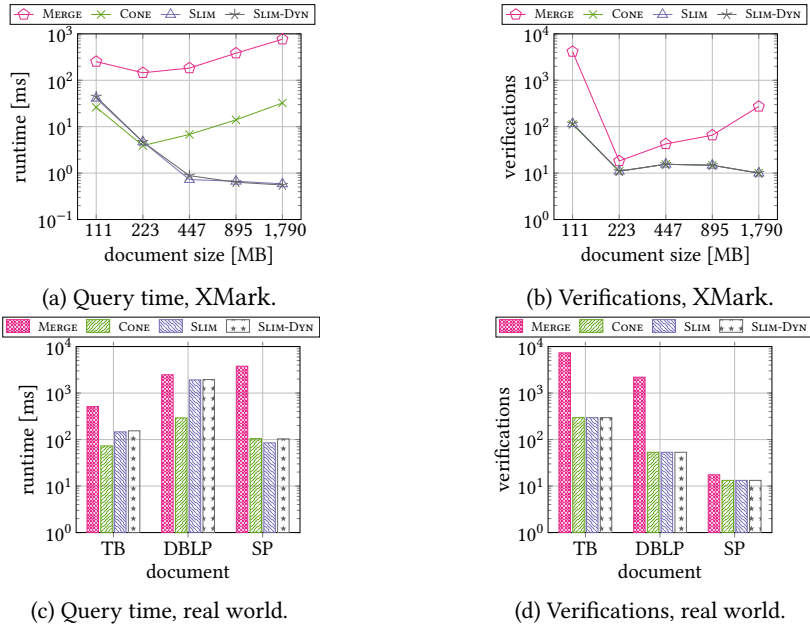 MERGE CONE SLIM SLIM-DYN
10^3
10^2
10^1
10^0
10^−1
runtime [ms]
111 223 447 895 1,790
document size [MB]
(a) Query time, XMark.
MERGE CONE SLIM SLIM-DYN
10^4
10^3
10^2
10^1
10^0
verifications
111 223 447 895 1,790
document size [MB]
(b) Verifications, XMark.
MERGE CONE SLIM SLIM-DYN
10^4
10^3
10^2
10^1
10^0
runtime [ms]
TB DBLP SP
document
(c) Query time, real world.
MERGE CONE SLIM SLIM-DYN
10^4
10^3
10^2
10^1
10^0
verifications
TB DBLP SP
document
(d) Verifications, real world.